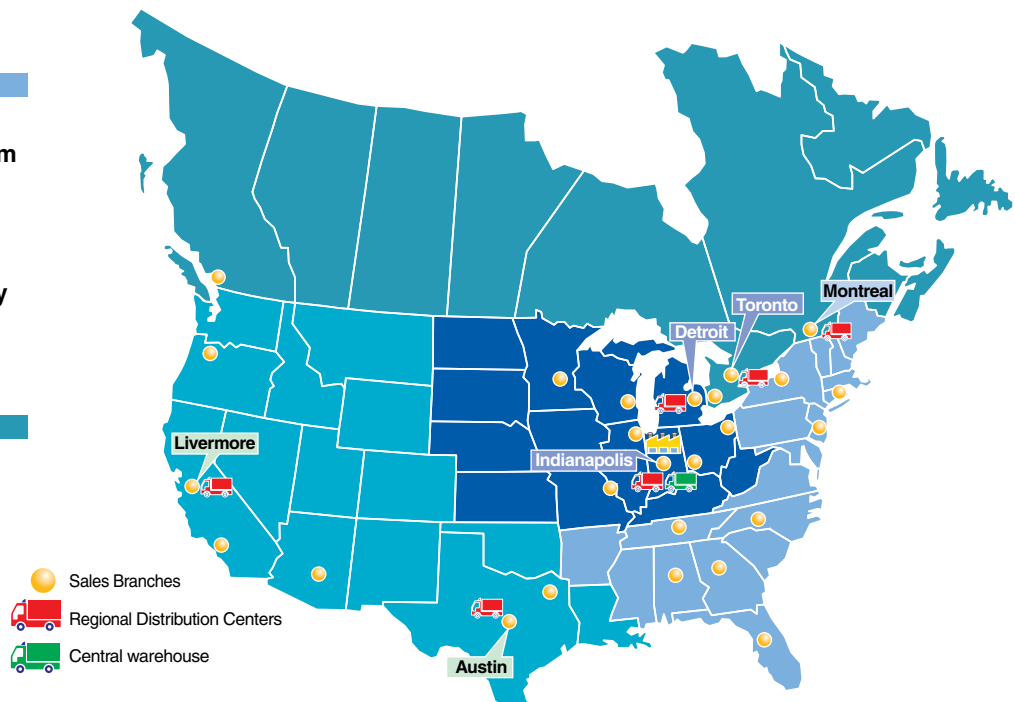 m
y
Montreal
Toronto
Detroit
Livermore
Indianapolis
Sales Branches
Regional Distribution Centers
Central warehouse
Austin